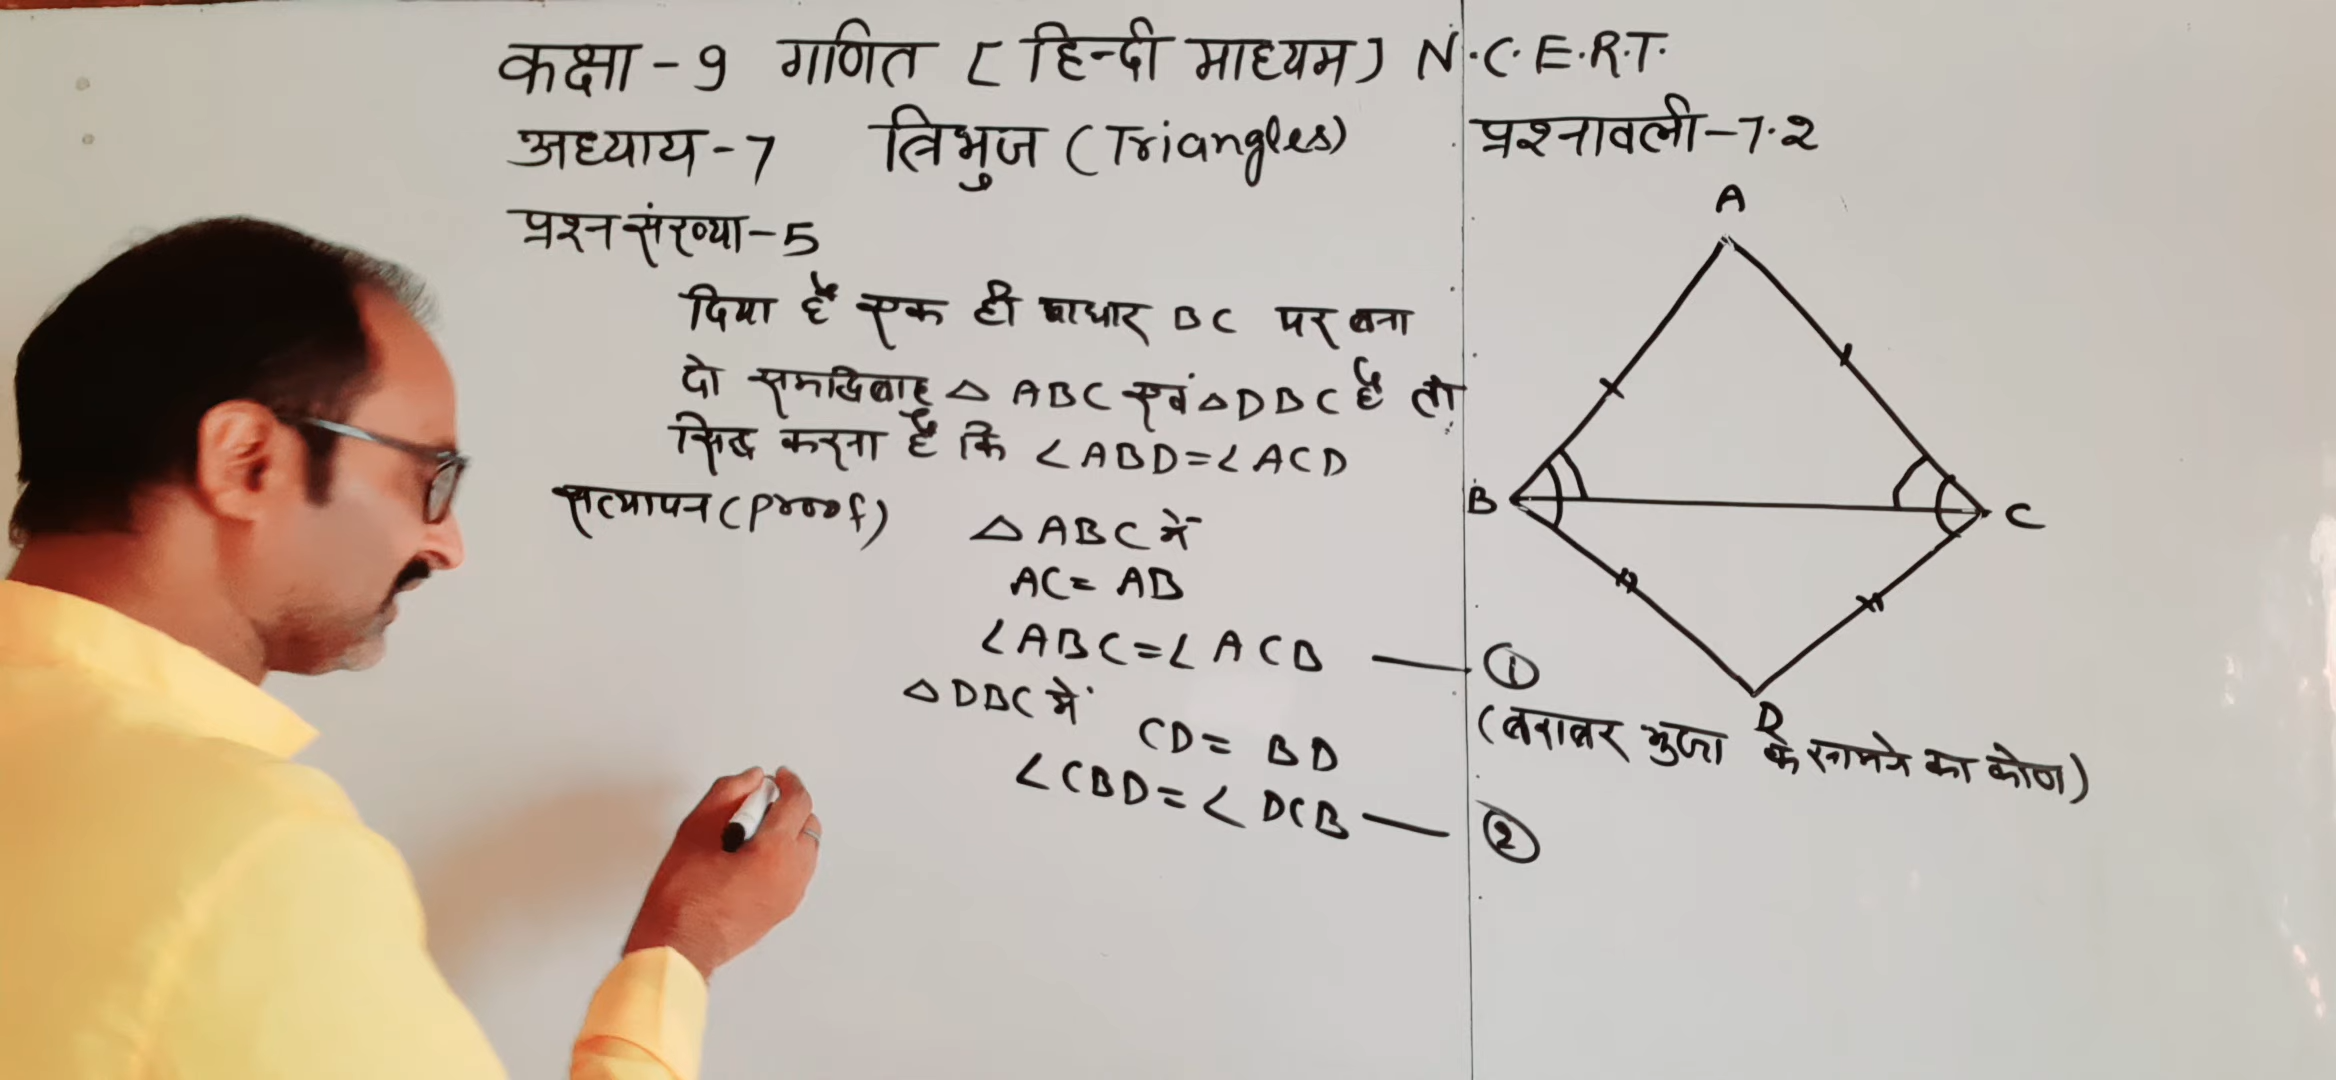 कक्षा - 9 गणित [ हिन्दी माध्यम ] N.C.E.R.T.
अध्याय - 7 त्रिभुज ( Triangles ) प्रश्नावली - 7.2
प्रश्न संख्या - 5
दिया है एक ही आधार BC पर बना
दो समद्विबाहु △ ABC एवं △ DBC है तो
सिद्ध करना है कि ∠ABD = ∠ACD
सत्यापन ( proof ) △ ABC में
AC = AB
∠ABC = ∠ACB — ①
( बराबर भुजा के सामने का कोण )
△ DBC में
CD = BD
∠CBD = ∠DCB — ②
A
B
C
D